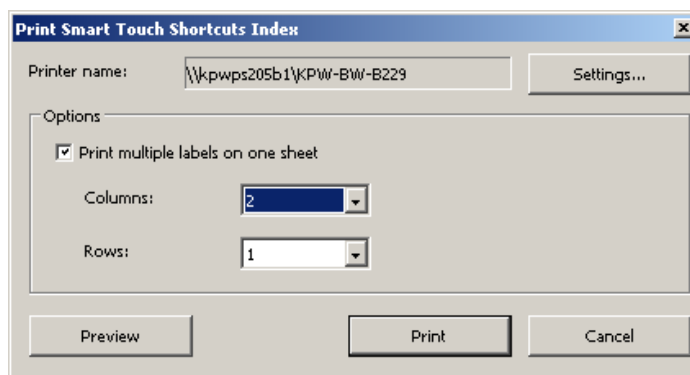 Print Smart Touch Shortcuts Index
Printer name: \\kpwps205b1\KPW-BW-B229 Settings...
Options
Print multiple labels on one sheet
Columns: 2
Rows: 1
Preview Print Cancel